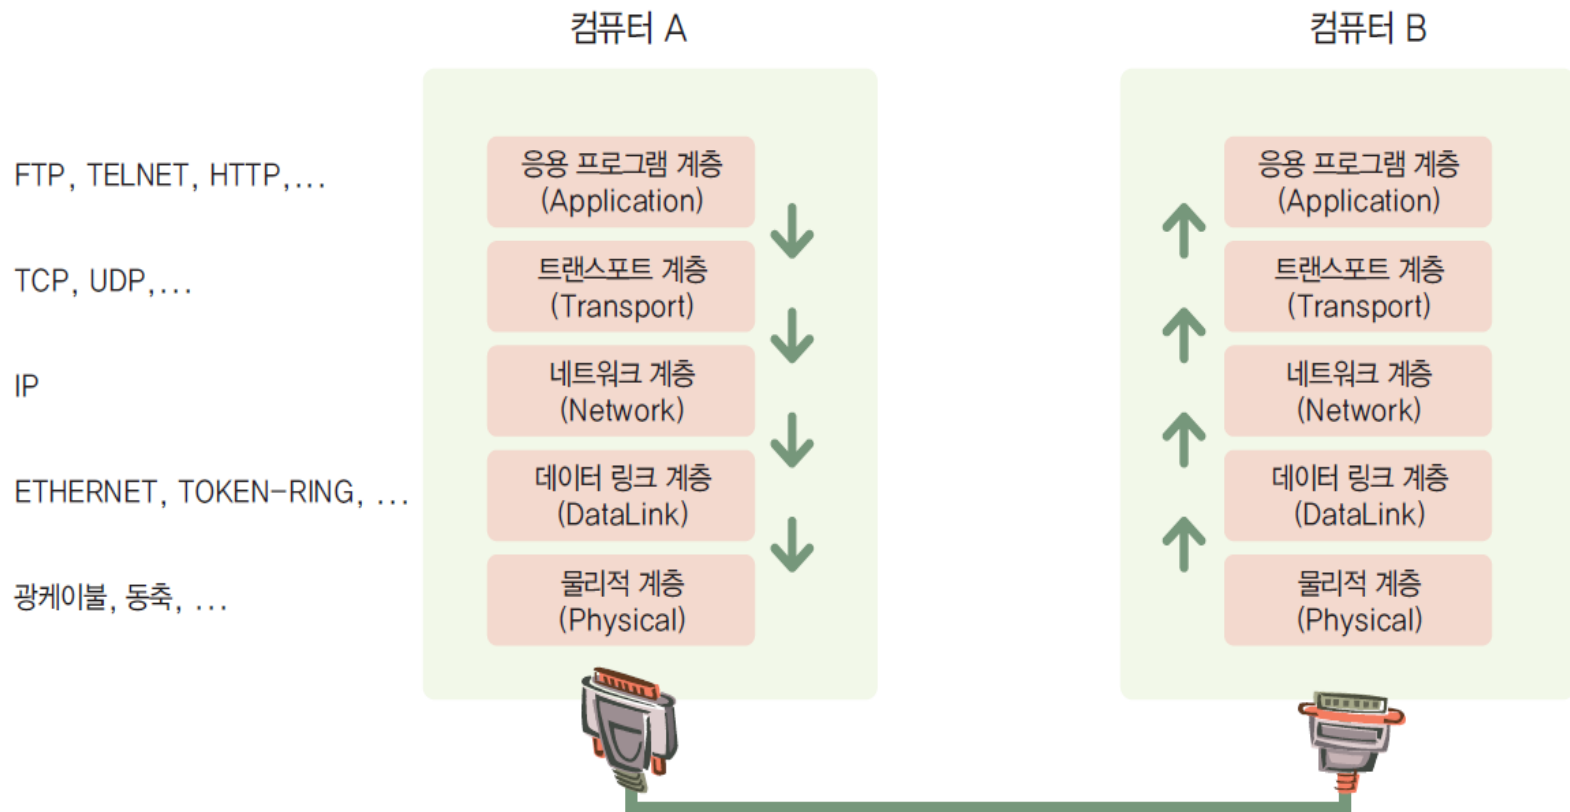 컴퓨터 A
컴퓨터 B
FTP, TELNET, HTTP,...
응용 프로그램 계층
(Application)
응용 프로그램 계층
(Application)
TCP, UDP,...
트랜스포트 계층
(Transport)
트랜스포트 계층
(Transport)
IP
네트워크 계층
(Network)
네트워크 계층
(Network)
ETHERNET, TOKEN-RING, ...
데이터 링크 계층
(DataLink)
데이터 링크 계층
(DataLink)
광케이불, 동축, ...
물리적 계층
(Physical)
물리적 계층
(Physical)